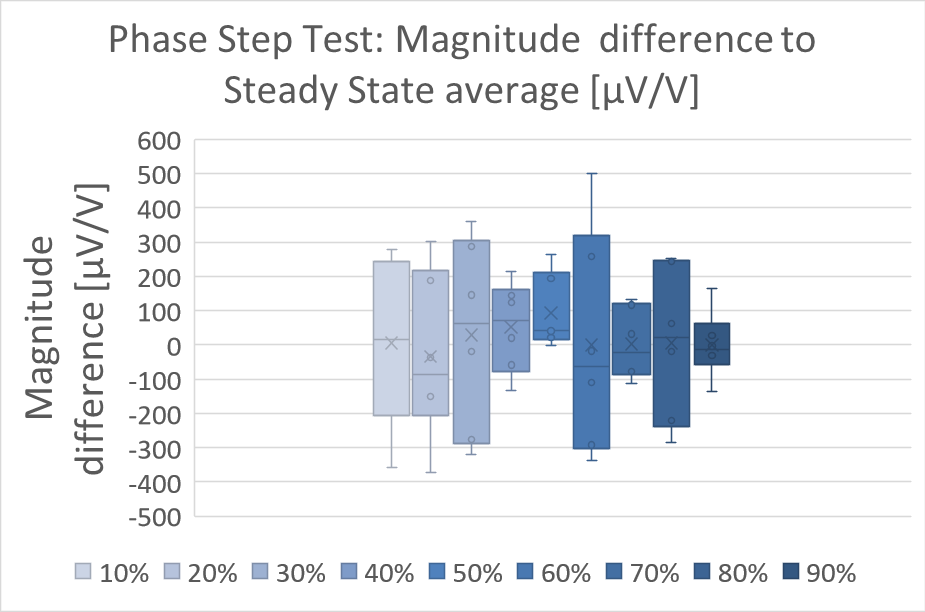 Phase Step Test: Magnitude  difference to
Steady State average [µV/V]
Magnitude
difference [µV/V]
600
500
400
300
200
100
0
-100
-200
-300
-400
-500
10% 20% 30% 40% 50% 60% 70% 80% 90%